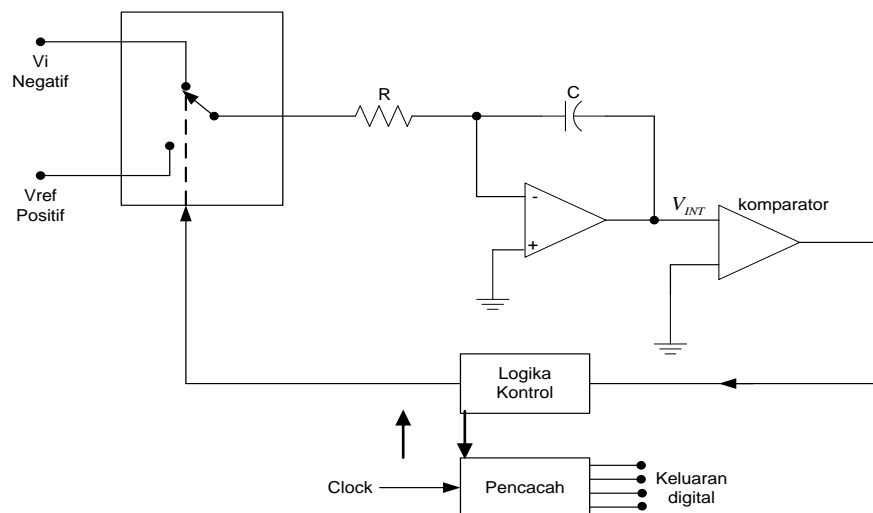 Vi
Negatif
R
C
Vref
Positif
-
+
V_INT
komparator
Logika
Kontrol
Clock
Pencacah
Keluaran
digital